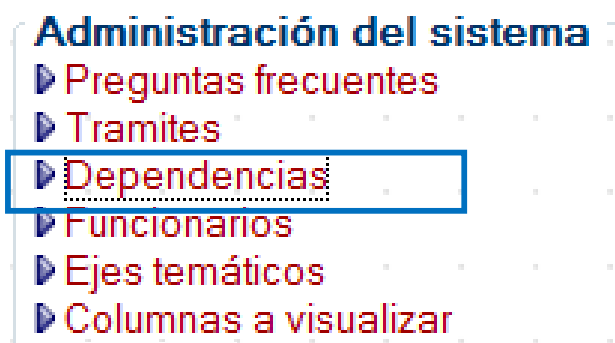 Administración del sistema
Preguntas frecuentes
Tramites
Dependencias
Funcionarios
Ejes temáticos
Columnas a visualizar